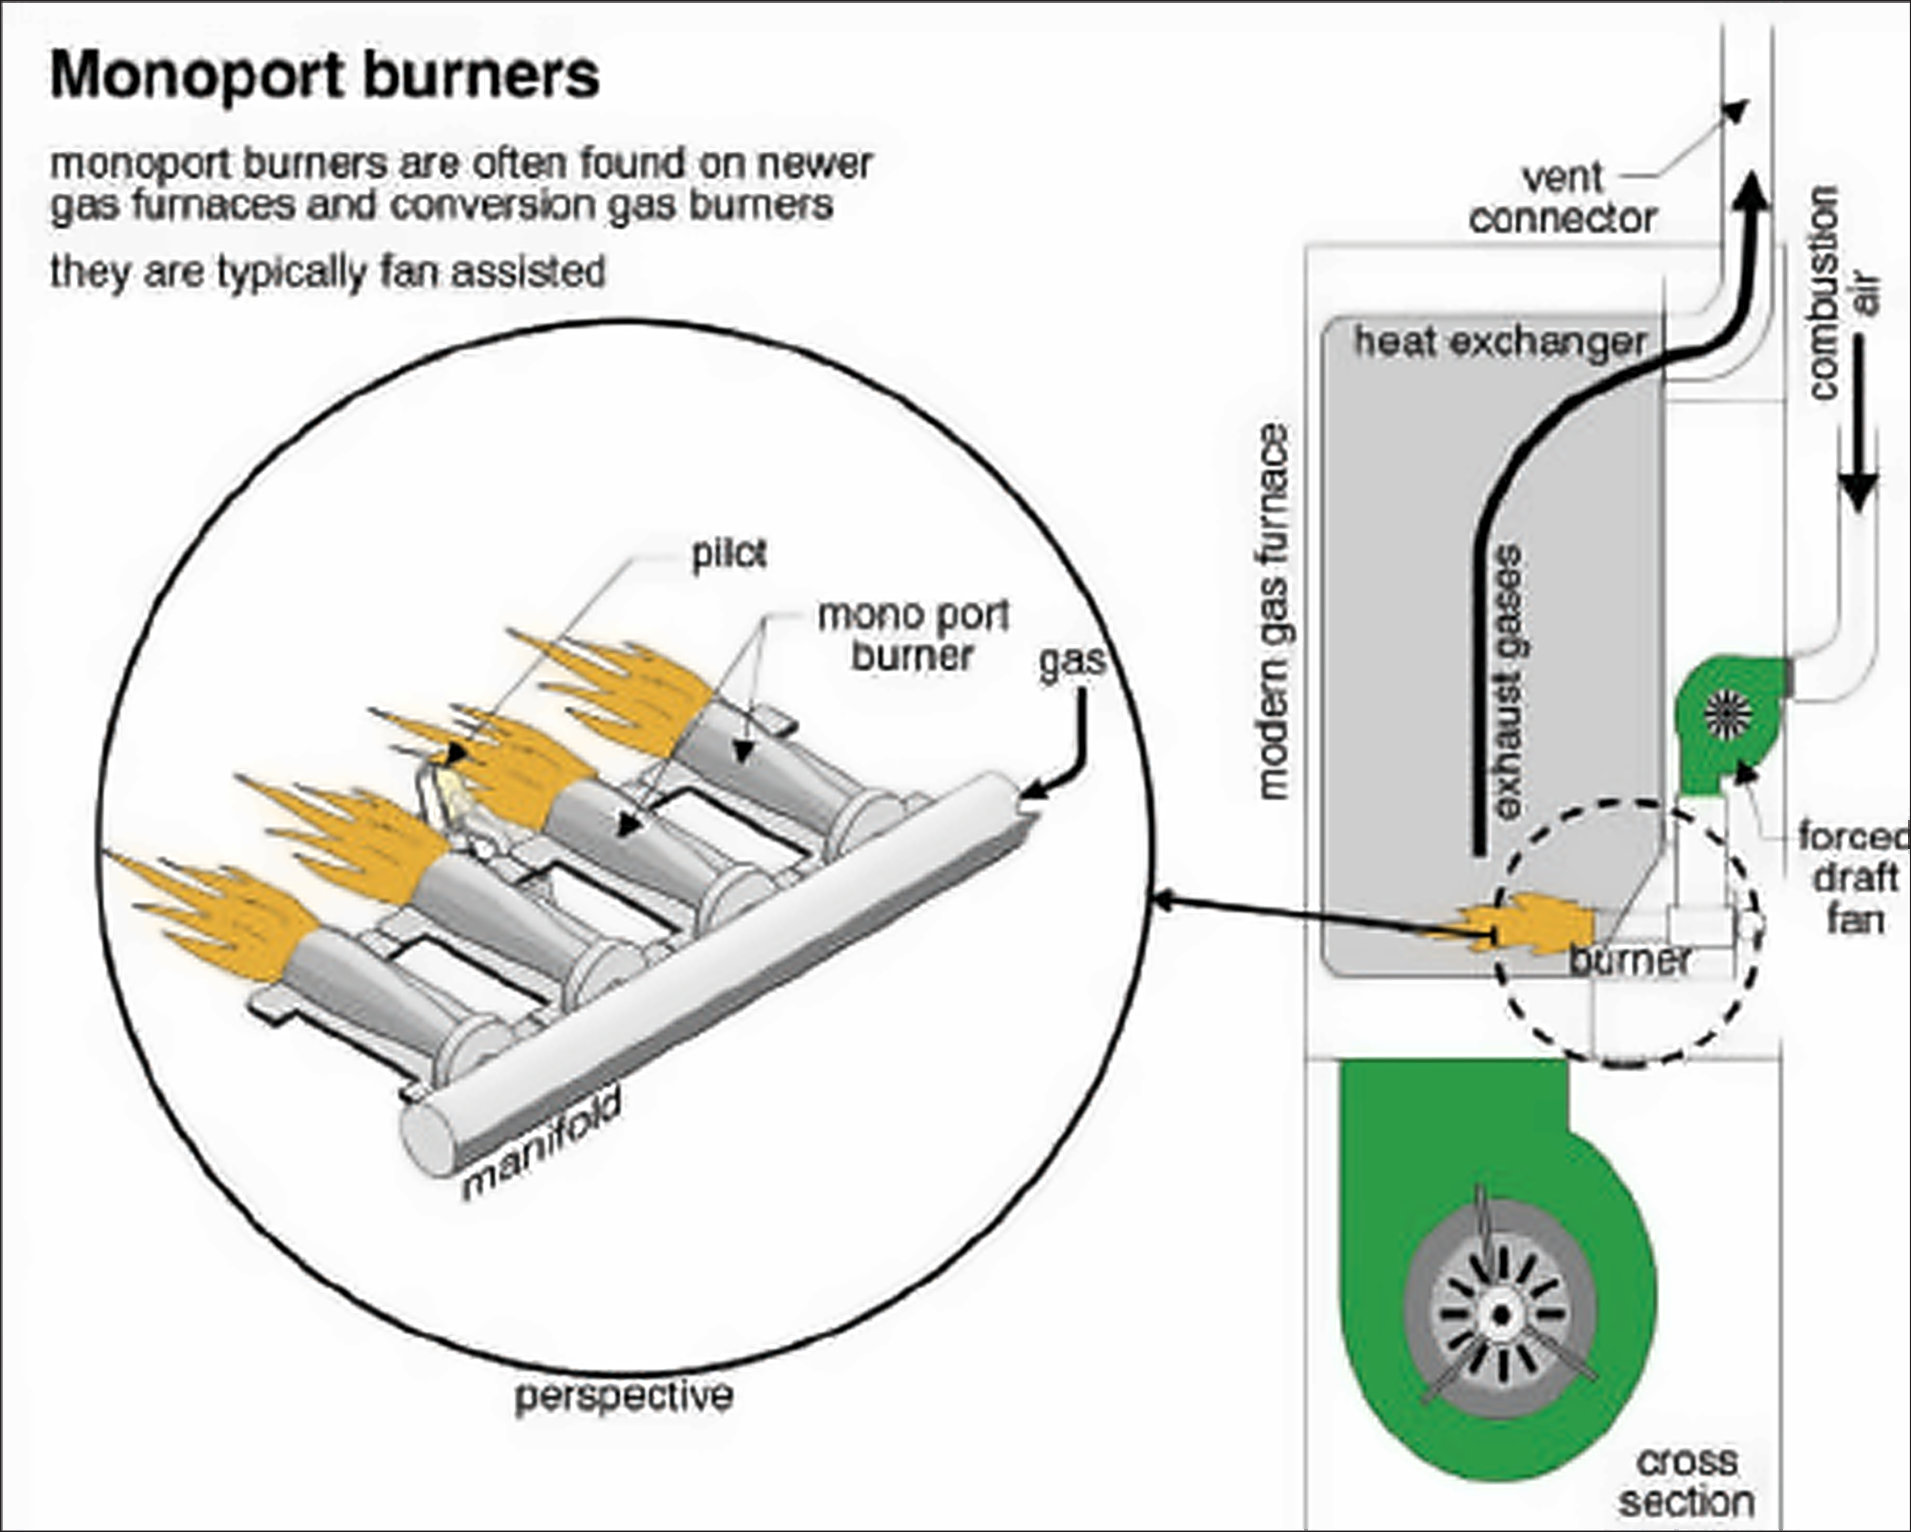 Monoport burners
monoport burners are often found on newer
gas furnaces and conversion gas burners
they are typically fan assisted
vent
connector
combustion
air
heat exchanger
modern gas furnace
exhaust gases
pilot
mono port
burner
gas
forced
draft
fan
burner
manifold
perspective
cross
section